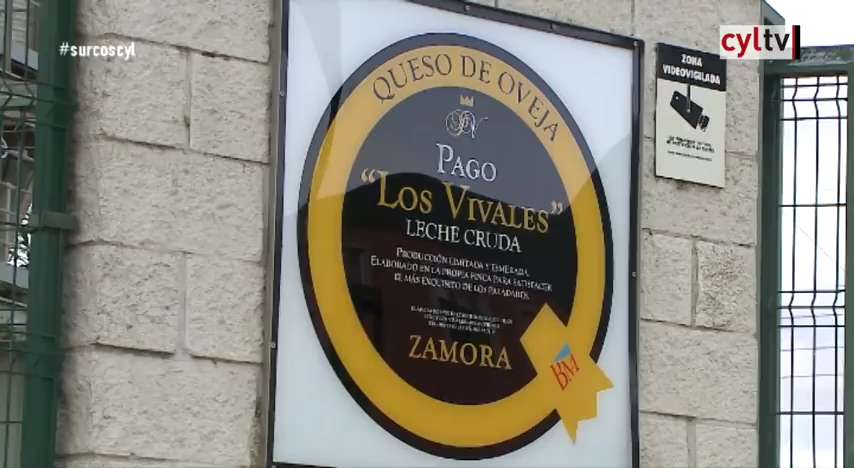 #surcoscyl
cyltv
ZONA
VIDEOVIGILADA
QUESO DE OVEJA
PAGO
"LOS VIVALES"
LECHE CRUDA
PRODUCCIÓN LIMITADA Y ESMERADA.
ELABORADO EN LA PROPIA FINCA PARA SATISFACER
EL MÁS EXQUISITO DE LOS PALADARES.
ZAMORA
BM